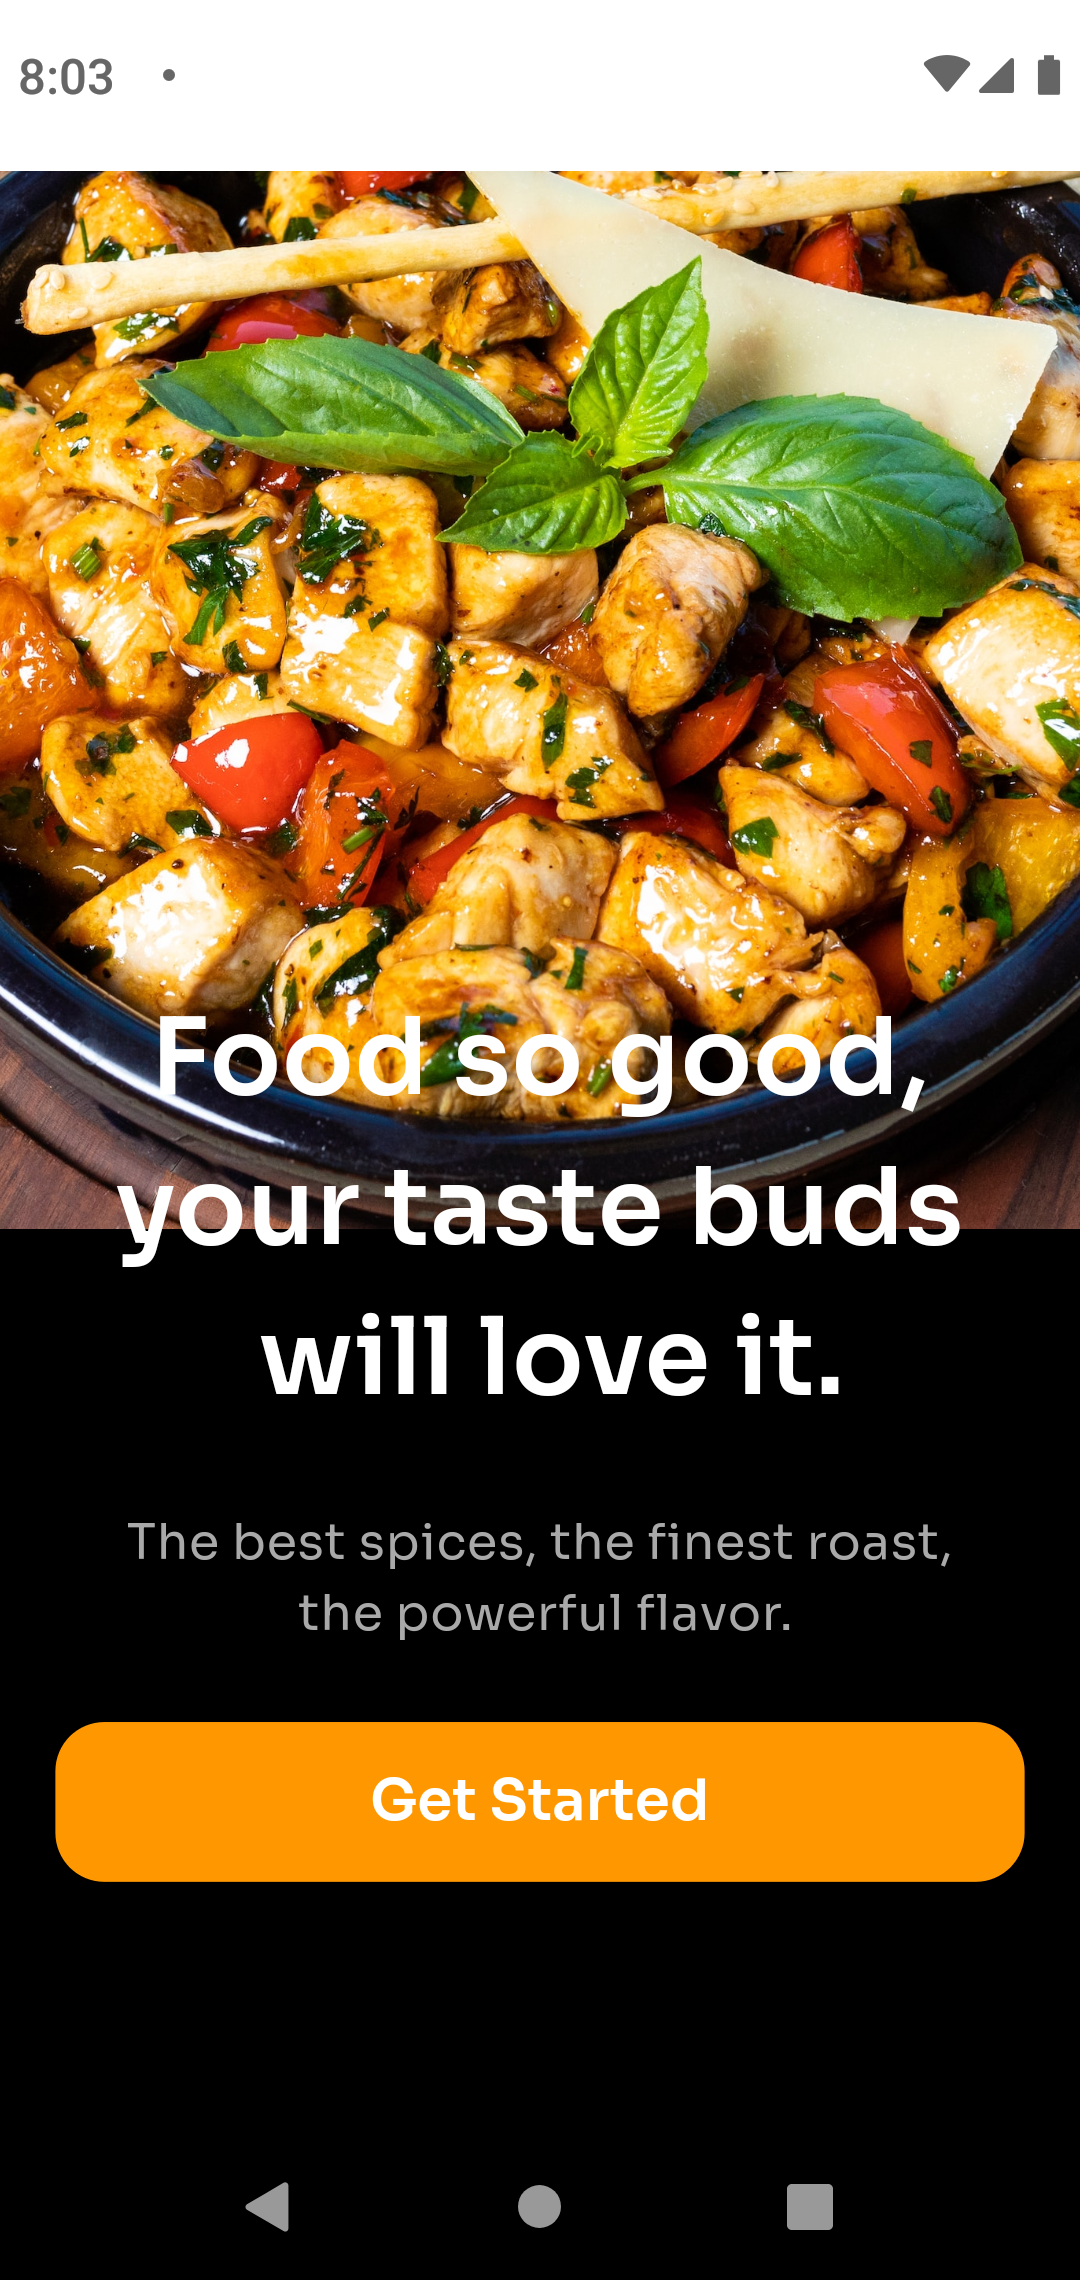 8:03
Food so good,
your taste buds
will love it.
The best spices, the finest roast,
the powerful flavor.
Get Started